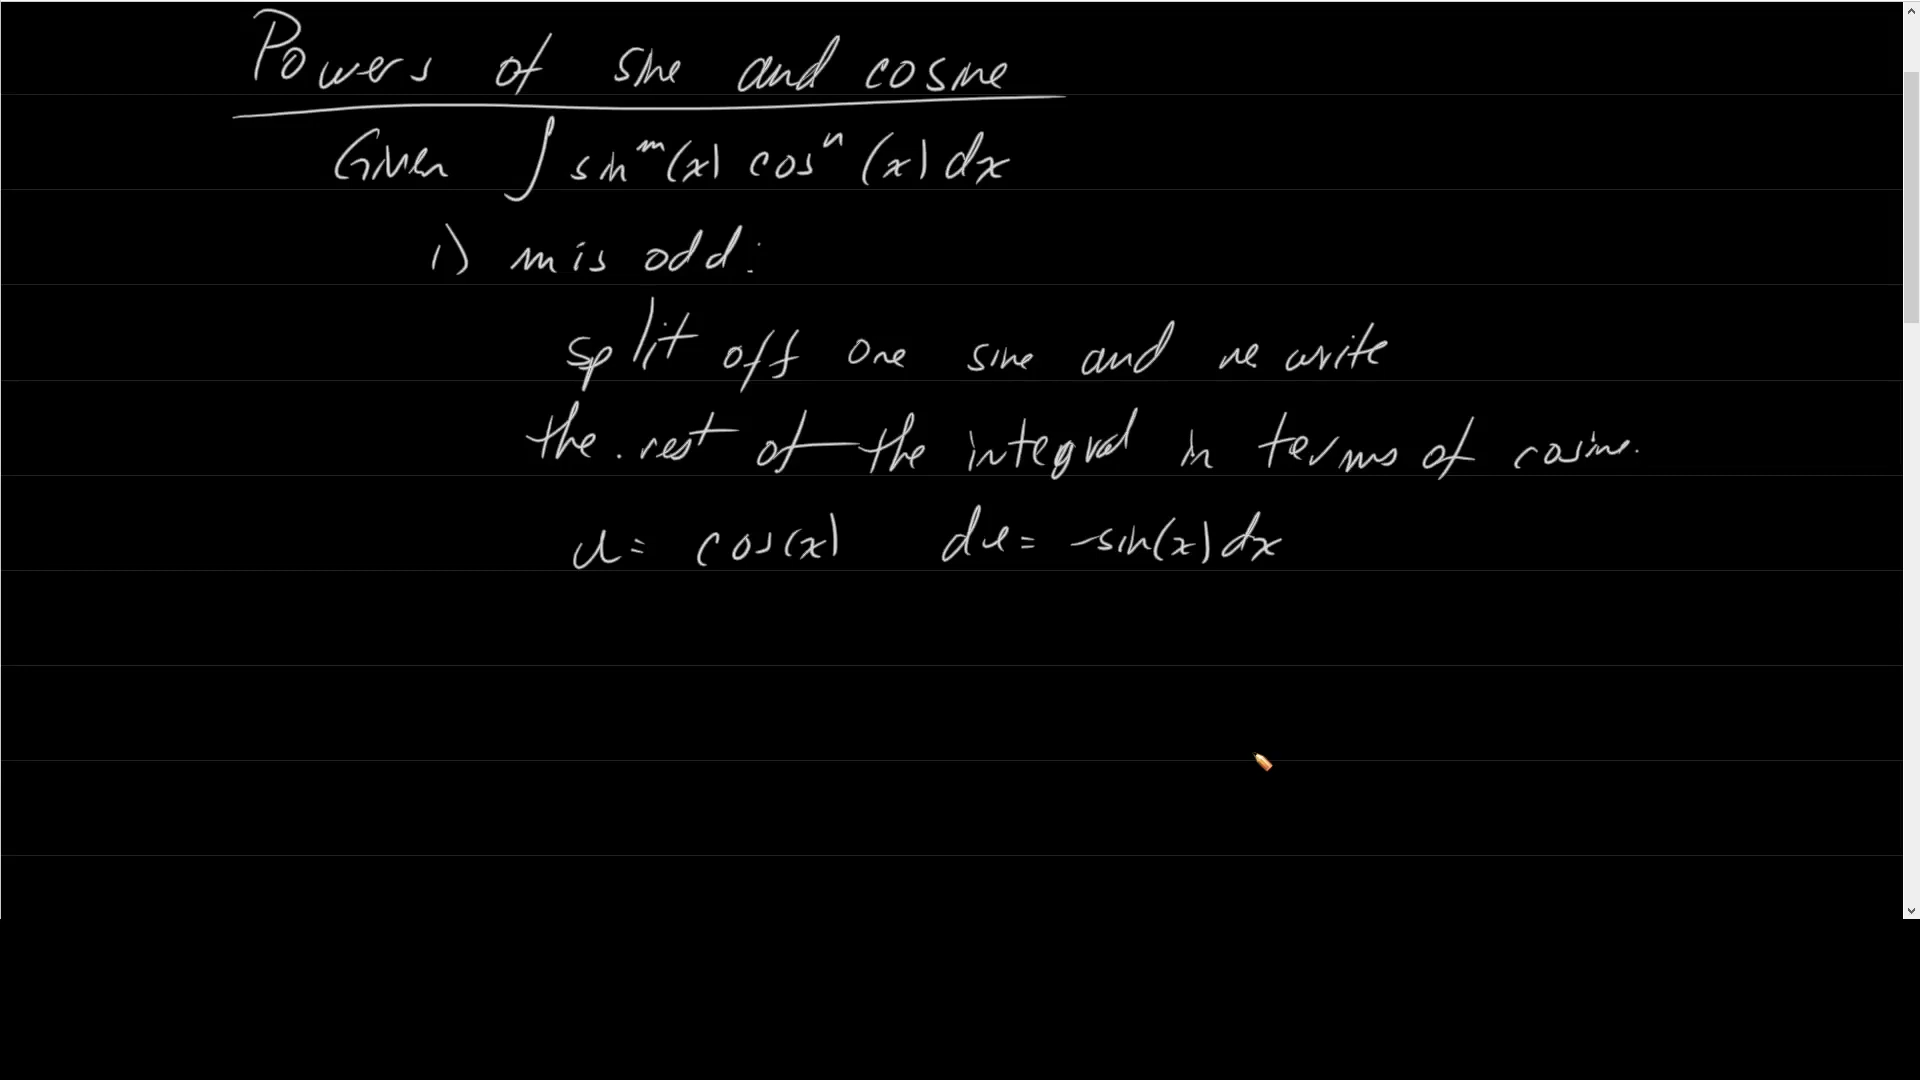 Powers of sine and cosine
Given ∫ sin^m (x) cos^n (x) dx
1) m is odd:
split off one sine and rewrite
the rest of the integral in terms of cosine.
u = cos(x) du = -sin(x) dx